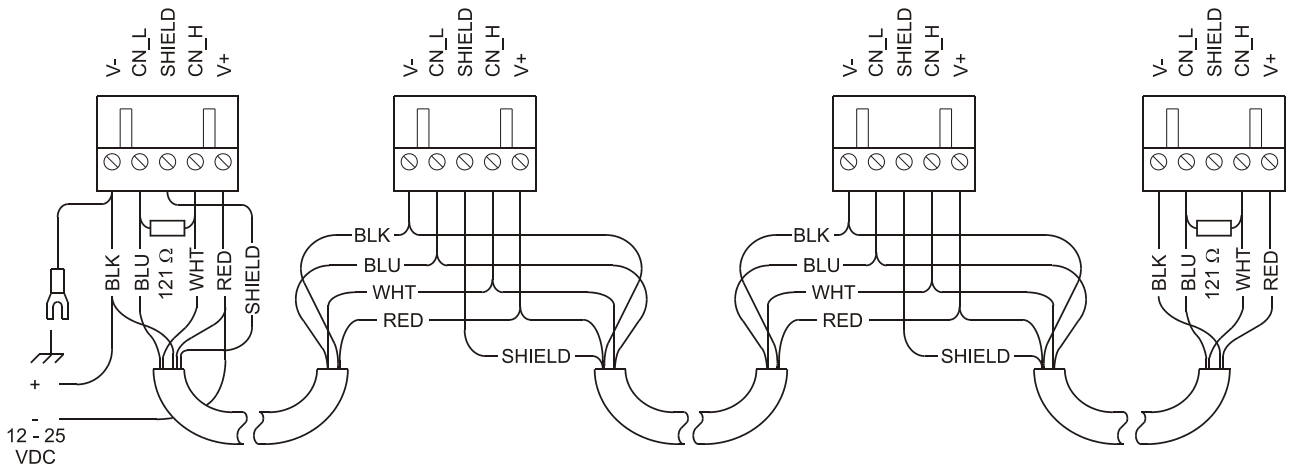 V- CN_L SHIELD CN_H V+
V- CN_L SHIELD CN_H V+
V- CN_L SHIELD CN_H V+
V- CN_L SHIELD CN_H V+
BLK BLU 121 Ω WHT RED SHIELD
BLK
BLU
WHT
RED
SHIELD
BLK
BLU
WHT
RED
SHIELD
BLK BLU 121 Ω WHT RED
+
-
12 - 25
VDC